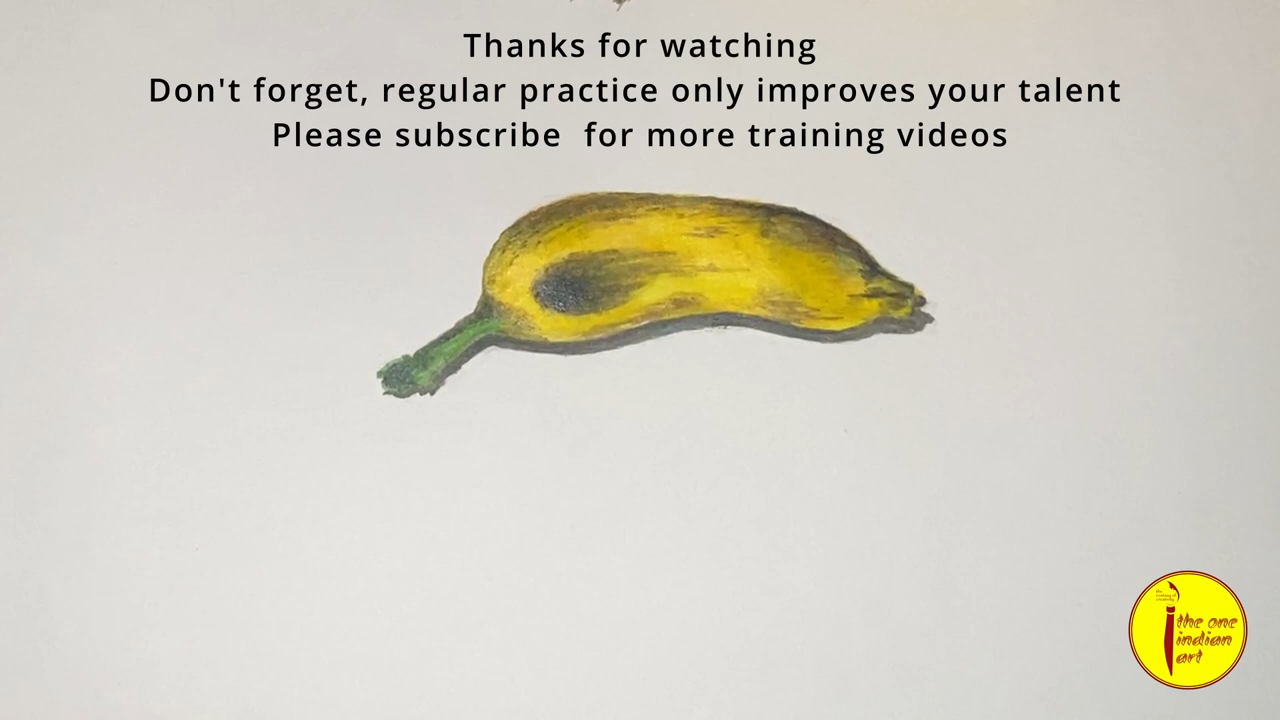 Thanks for watching
Don't forget, regular practice only improves your talent
Please subscribe  for more training videos
the one
indian
art